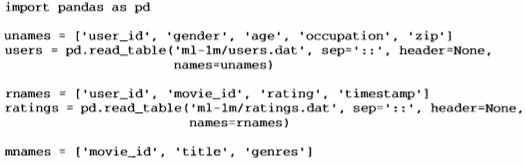 import pandas as pd
unames = ['user_id', 'gender', 'age', 'occupation', 'zip']
users = pd.read_table('ml-1m/users.dat', sep='::', header=None,
names=unames)
rnames = ['user_id', 'movie_id', 'rating', 'timestamp']
ratings = pd.read_table('ml-1m/ratings.dat', sep='::', header=None,
names=rnames)
mnames = ['movie_id', 'title', 'genres']